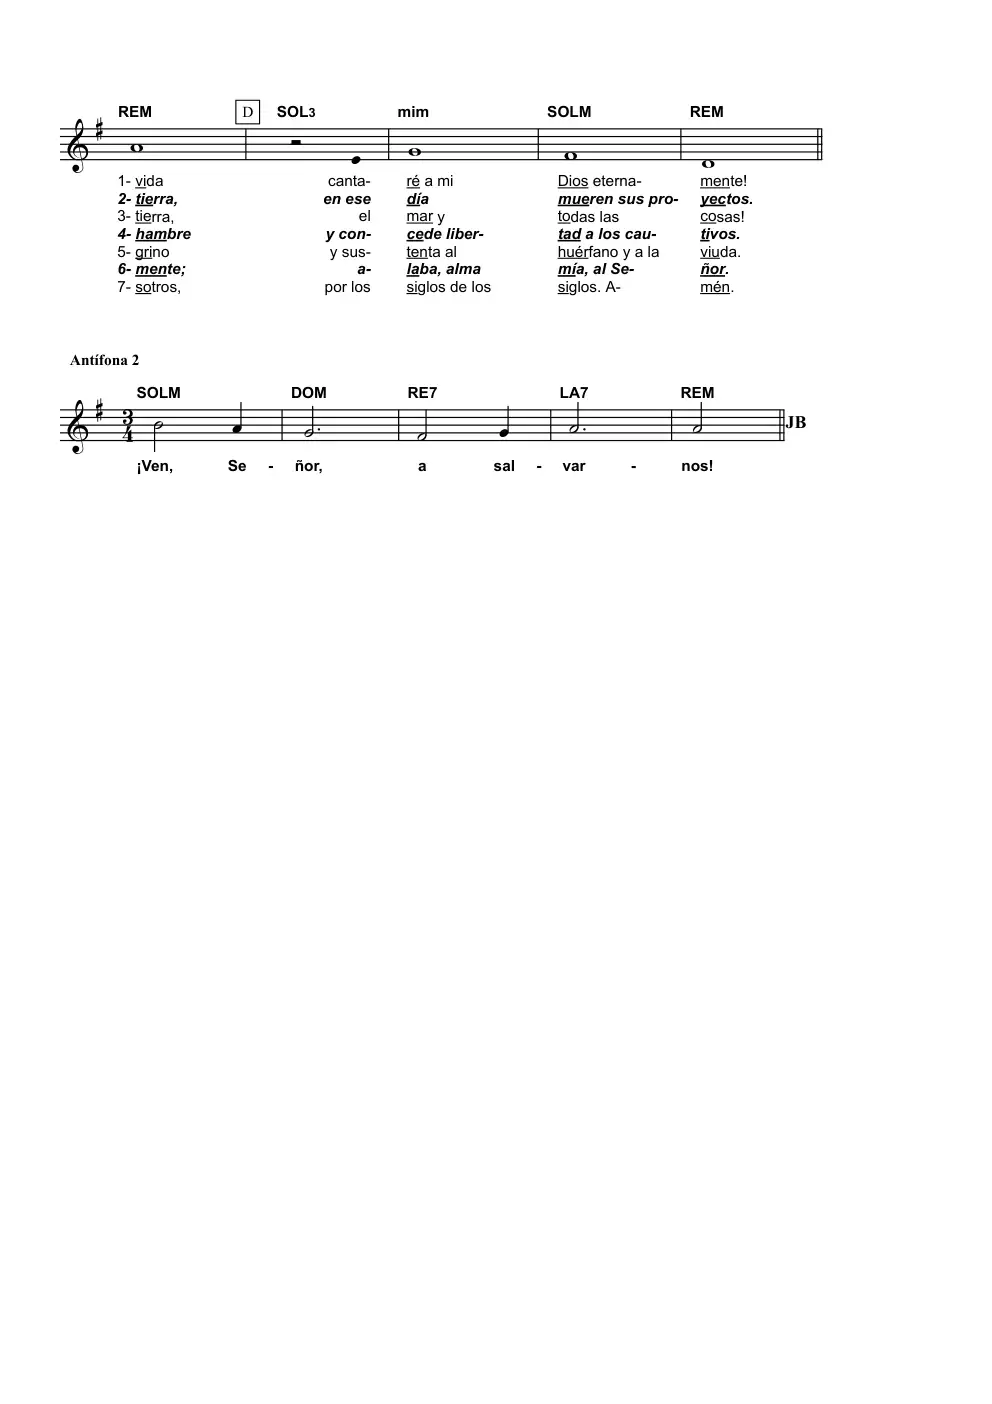 REM D SOL3 mim SOLM REM
1- vida canta- ré a mi Dios eterna- mente!
2- tierra, en ese día mueren sus pro- yectos.
3- tierra, el mar y todas las cosas!
4- hambre y con- cede liber- tad a los cau- tivos.
5- grino y sus- tenta al huérfano y a la viuda.
6- mente; a- laba, alma mía, al Se- ñor.
7- sotros, por los siglos de los siglos. A- mén.
Antífona 2
SOLM DOM RE7 LA7 REM
3
4
JB
¡Ven, Se - ñor, a sal - var - nos!